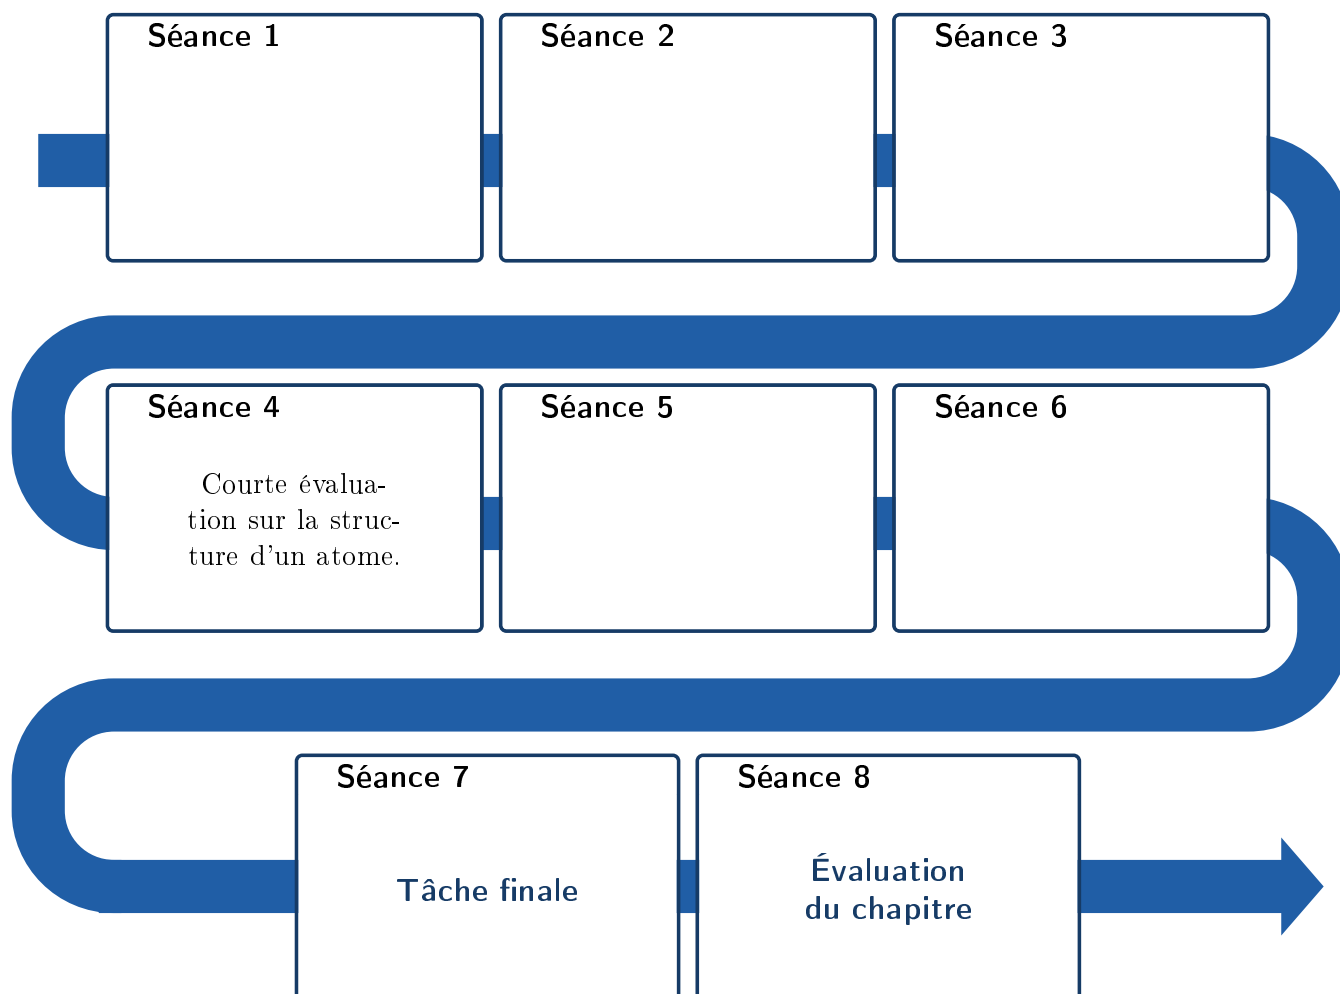 Séance 1
Séance 2
Séance 3
Séance 4
Courte évalua-
tion sur la struc-
ture d'un atome.
Séance 5
Séance 6
Séance 7
Tâche finale
Séance 8
Évaluation
du chapitre